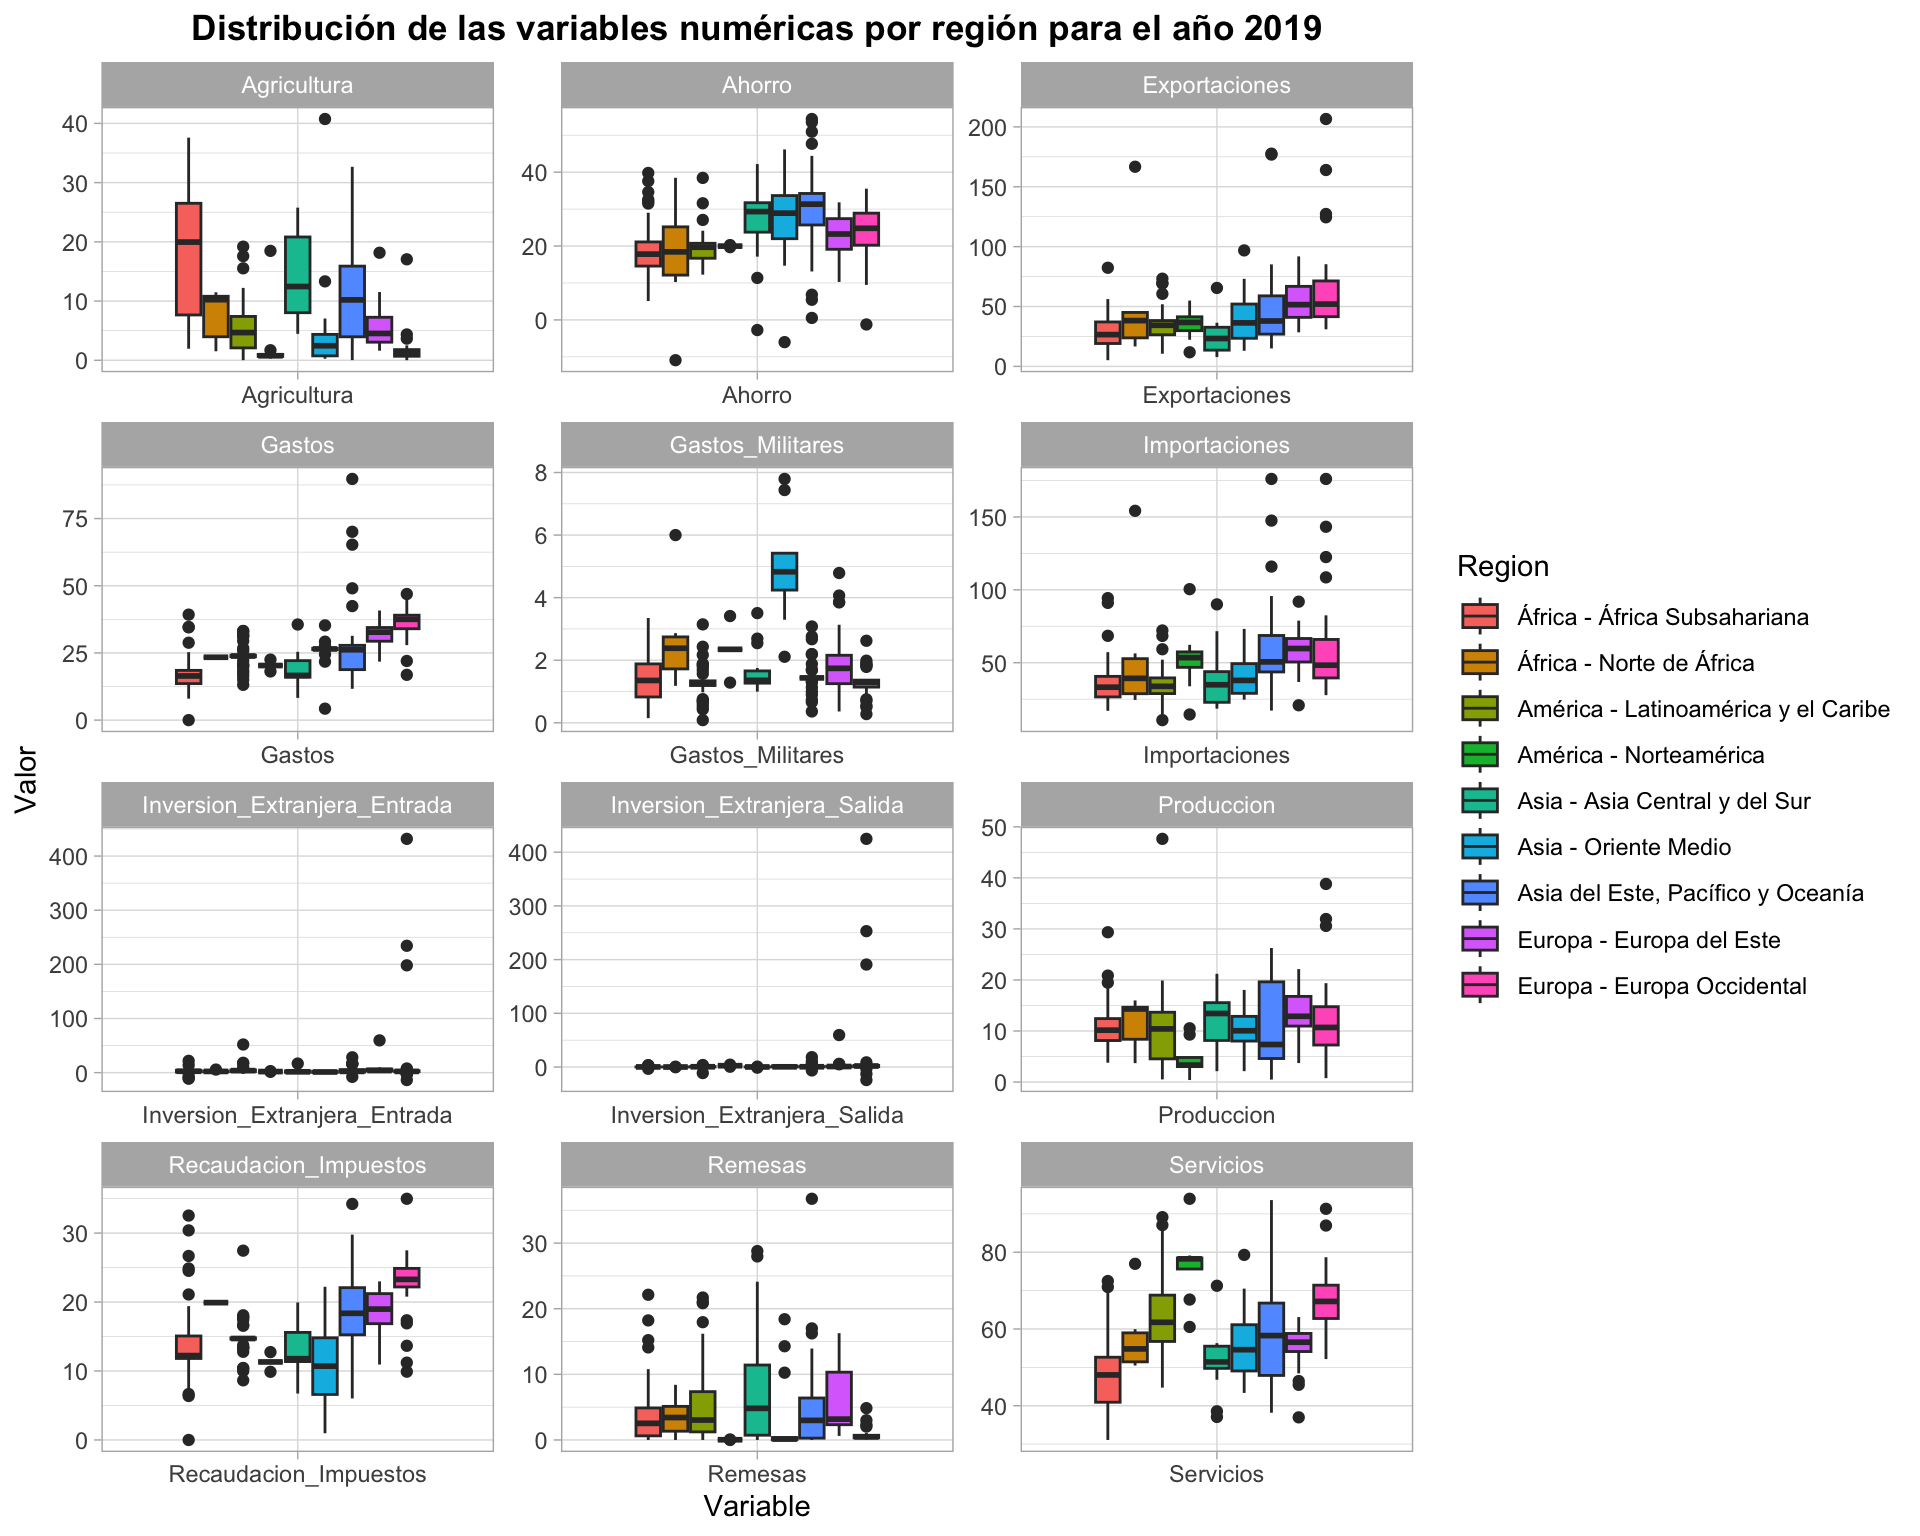 Distribución de las variables numéricas por región para el año 2019
Agricultura
Ahorro
Exportaciones
40
30
20
10
0
40
20
0
200
150
100
50
0
Agricultura
Ahorro
Exportaciones
Gastos
Gastos_Militares
Importaciones
75
50
25
0
8
6
4
2
0
150
100
50
Gastos
Gastos_Militares
Importaciones
Valor
Inversion_Extranjera_Entrada
Inversion_Extranjera_Salida
Produccion
400
300
200
100
0
400
300
200
100
0
50
40
30
20
10
0
Inversion_Extranjera_Entrada
Inversion_Extranjera_Salida
Produccion
Recaudacion_Impuestos
Remesas
Servicios
30
20
10
0
30
20
10
0
80
60
40
Recaudacion_Impuestos
Remesas
Servicios
Variable
Region
África - África Subsahariana
África - Norte de África
América - Latinoamérica y el Caribe
América - Norteamérica
Asia - Asia Central y del Sur
Asia - Oriente Medio
Asia del Este, Pacífico y Oceanía
Europa - Europa del Este
Europa - Europa Occidental